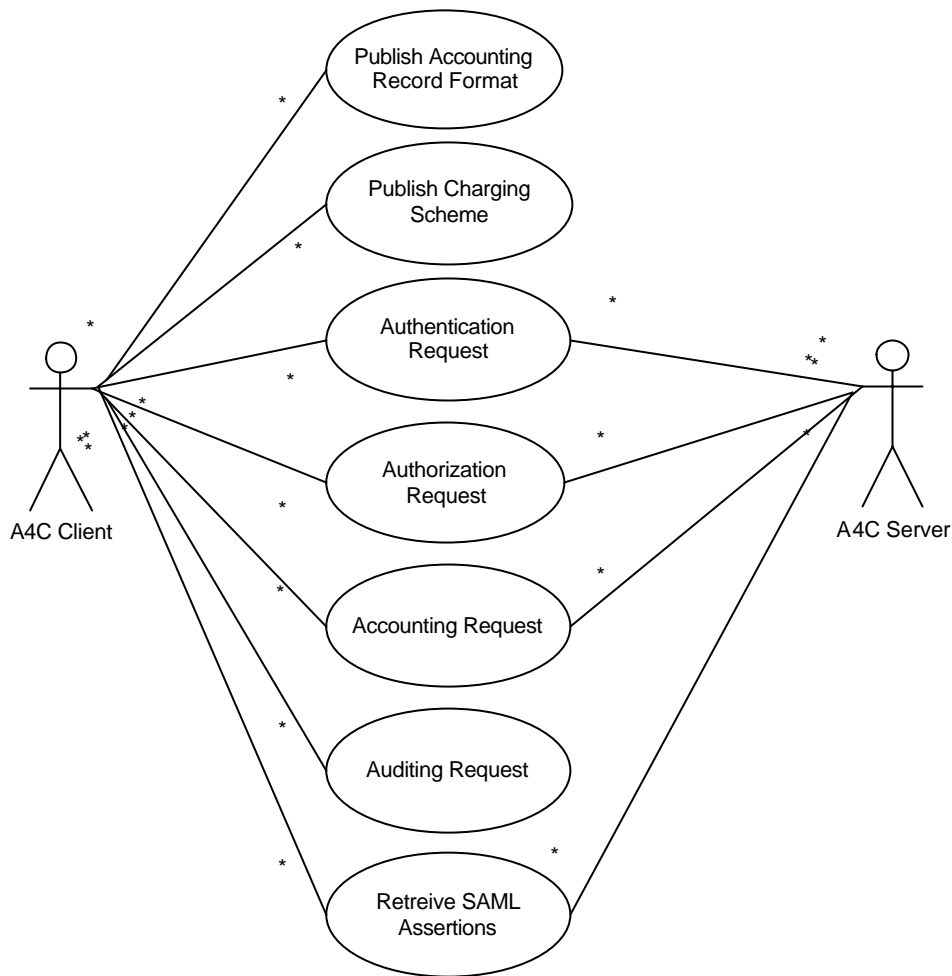 Publish Accounting
Record Format
*
Publish Charging
Scheme
*
Authentication
Request
*
*
*
*
**
*
*
*
*
**
*
A4C Client
Authorization
Request
*
*
*
A4C Server
*
*
Accounting Request
*
Auditing Request
*
*
Retreive SAML
Assertions